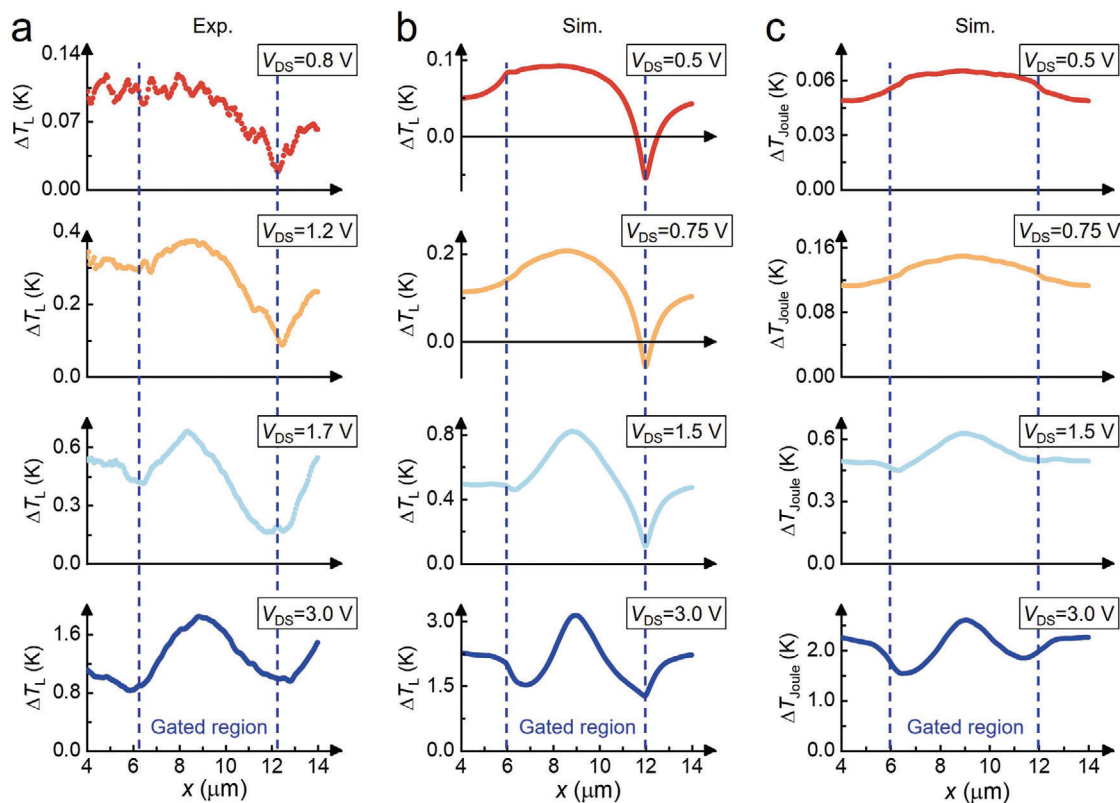 a Exp. b Sim. c Sim.
V_DS=0.8 V
0.14
0.07
0.00
ΔT_L (K)
V_DS=0.5 V
0.1
0.0
ΔT_L (K)
V_DS=0.5 V
0.06
0.03
0.00
ΔT_Joule (K)
V_DS=1.2 V
0.4
0.2
0.0
ΔT_L (K)
V_DS=0.75 V
0.2
0.0
ΔT_L (K)
V_DS=0.75 V
0.16
0.08
0.00
ΔT_Joule (K)
V_DS=1.7 V
0.6
0.3
0.0
ΔT_L (K)
V_DS=1.5 V
0.8
0.4
0.0
ΔT_L (K)
V_DS=1.5 V
0.6
0.3
0.0
ΔT_Joule (K)
V_DS=3.0 V
1.6
0.8
0.0
ΔT_L (K)
Gated region
4 6 8 10 12 14
x (μm)
V_DS=3.0 V
3.0
1.5
0.0
ΔT_L (K)
Gated region
4 6 8 10 12 14
x (μm)
V_DS=3.0 V
2.0
1.0
0.0
ΔT_Joule (K)
Gated region
4 6 8 10 12 14
x (μm)